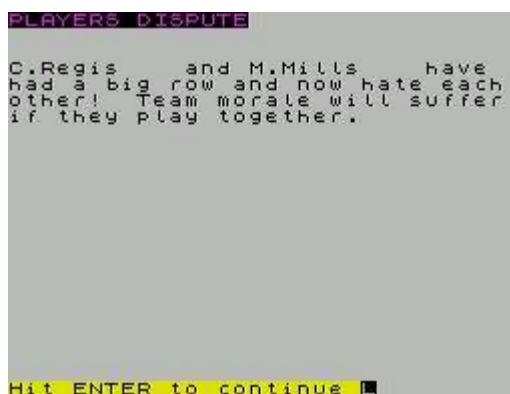 PLAYERS DISPUTE
C.Regis and M.Mills have
had a big row and now hate each
other! Team morale will suffer
if they play together.
Hit ENTER to continue L